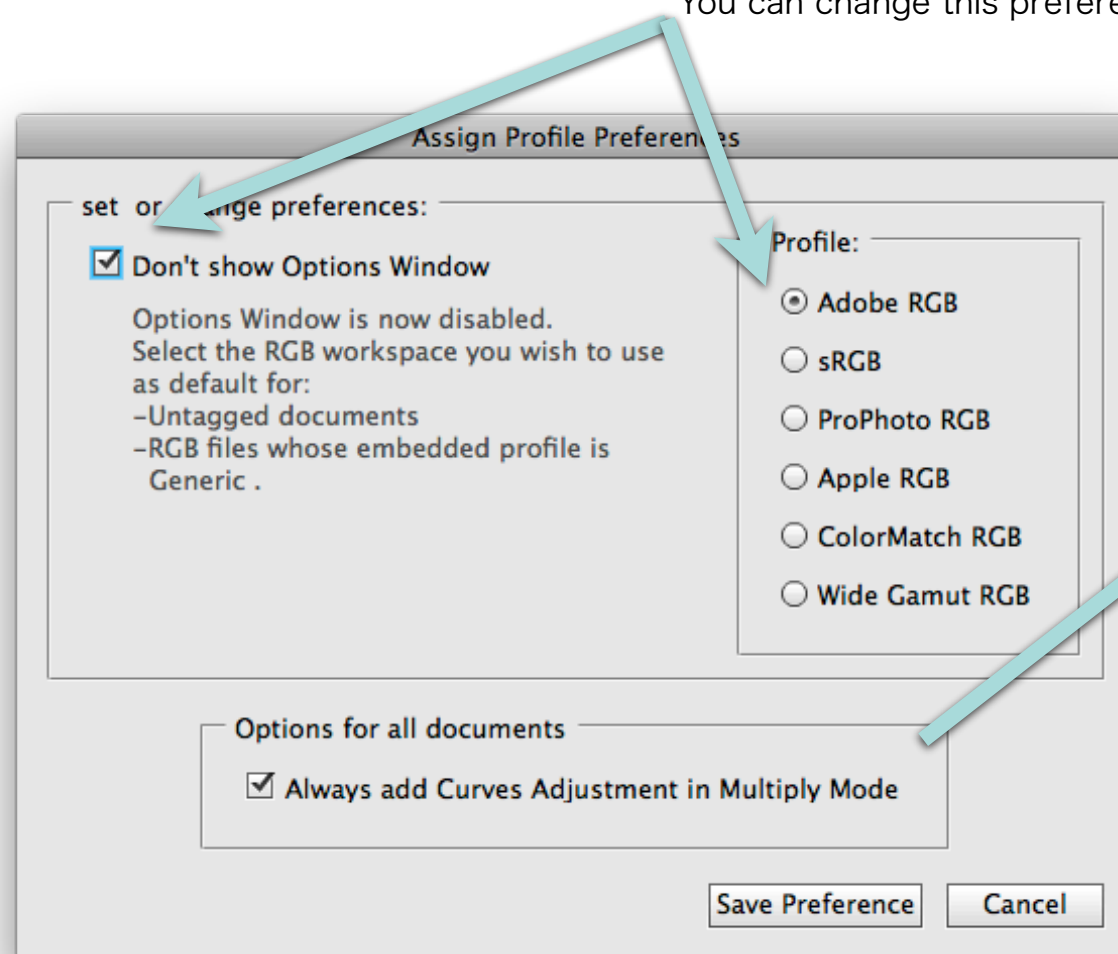 You can change this prefere
Assign Profile Preferences
set or change preferences:
Don't show Options Window
Options Window is now disabled.
Select the RGB workspace you wish to use
as default for:
-Untagged documents
-RGB files whose embedded profile is
Generic .
Profile:
Adobe RGB
sRGB
ProPhoto RGB
Apple RGB
ColorMatch RGB
Wide Gamut RGB
Options for all documents
Always add Curves Adjustment in Multiply Mode
Save Preference
Cancel